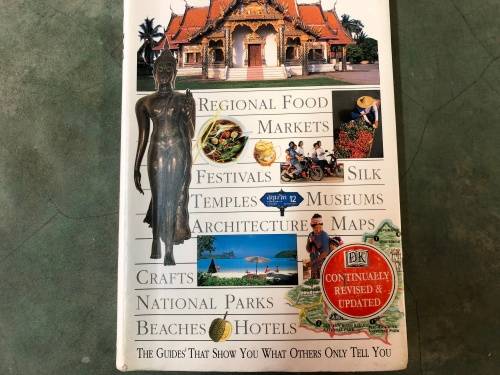 REGIONAL FOOD
MARKETS
FESTIVALS SILK
TEMPLES MUSEUMS
12
ARCHITECTURE MAPS
DK
CONTINUALLY
REVISED &
UPDATED
CRAFTS
NATIONAL PARKS
BEACHES HOTELS
THE GUIDES THAT SHOW YOU WHAT OTHERS ONLY TELL YOU